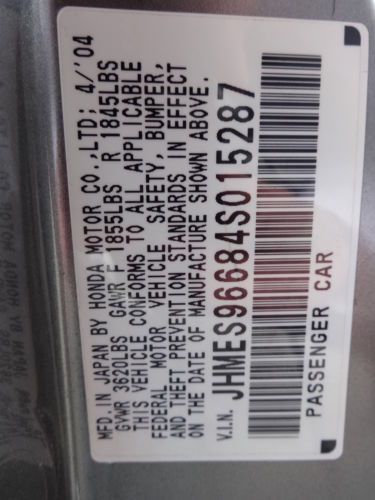 MFD. IN JAPAN BY HONDA MOTOR CO., LTD; 4/'04
GVWR 3620LBS GAWR F 1855LBS R 1845LBS
THIS VEHICLE CONFORMS TO ALL APPLICABLE
FEDERAL MOTOR VEHICLE SAFETY, BUMPER,
AND THEFT PREVENTION STANDARDS IN EFFECT
ON THE DATE OF MANUFACTURE SHOWN ABOVE.
V.I.N. JHMES96684S015287
PASSENGER CAR